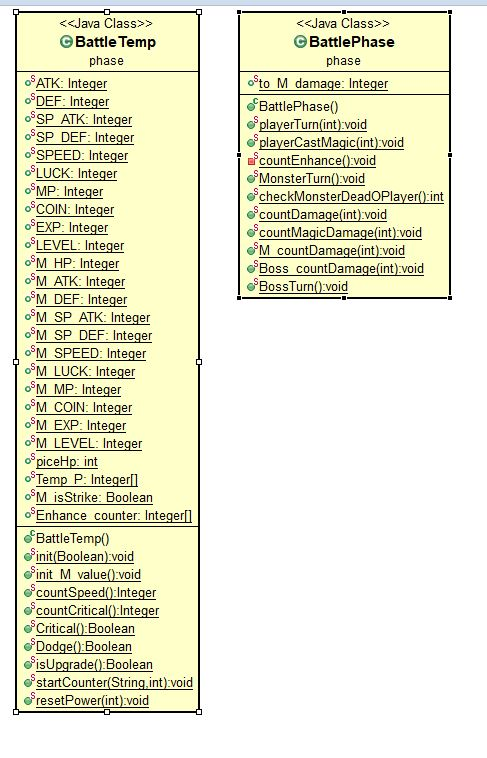 <<Java Class>>
BattleTemp
phase
ATK: Integer
DEF: Integer
SP_ATK: Integer
SP_DEF: Integer
SPEED: Integer
LUCK: Integer
MP: Integer
COIN: Integer
EXP: Integer
LEVEL: Integer
M_HP: Integer
M_ATK: Integer
M_DEF: Integer
M_SP_ATK: Integer
M_SP_DEF: Integer
M_SPEED: Integer
M_LUCK: Integer
M_MP: Integer
M_COIN: Integer
M_EXP: Integer
M_LEVEL: Integer
piceHp: int
Temp_P: Integer[]
M_isStrike: Boolean
Enhance_counter: Integer[]
BattleTemp()
init(Boolean):void
init_M_value():void
countSpeed():Integer
countCritical():Integer
Critical():Boolean
Dodge():Boolean
isUpgrade():Boolean
startCounter(String,int):void
resetPower(int):void
<<Java Class>>
BattlePhase
phase
to_M_damage: Integer
BattlePhase()
playerTurn(int):void
playerCastMagic(int):void
countEnhance():void
MonsterTurn():void
checkMonsterDeadOPlayer():int
countDamage(int):void
countMagicDamage(int):void
M_countDamage(int):void
Boss_countDamage(int):void
BossTurn():void